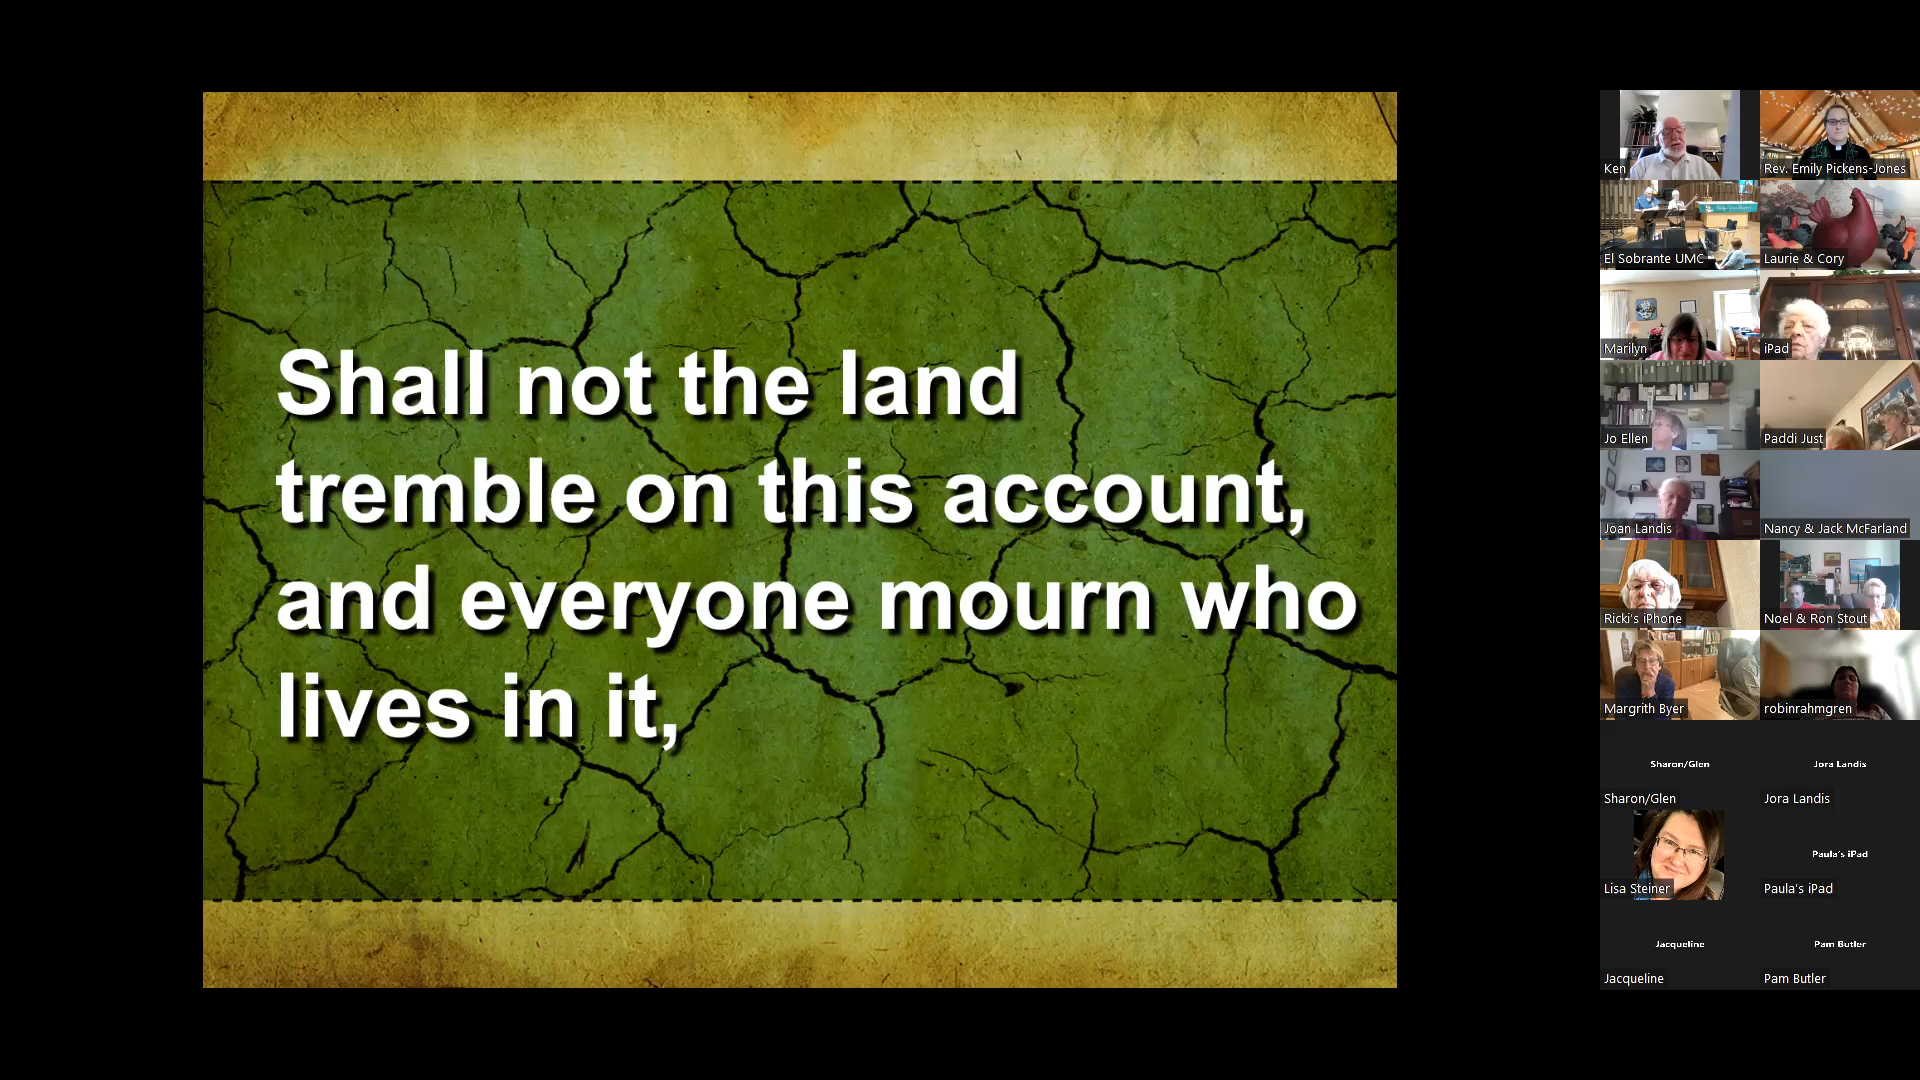 Shall not the land
tremble on this account,
and everyone mourn who
lives in it,
Ken
Rev. Emily Pickens-Jones
El Sobrante UMC
Laurie & Cory
Marilyn
iPad
Jo Ellen
Paddi Just
Joan Landis
Nancy & Jack McFarland
Ricki's iPhone
Noel & Ron Stout
Margrith Byer
robinrahmgren
Sharon/Glen
Jora Landis
Sharon/Glen
Jora Landis
Lisa Steiner
Paula's iPad
Paula's iPad
Jacqueline
Pam Butler
Jacqueline
Pam Butler